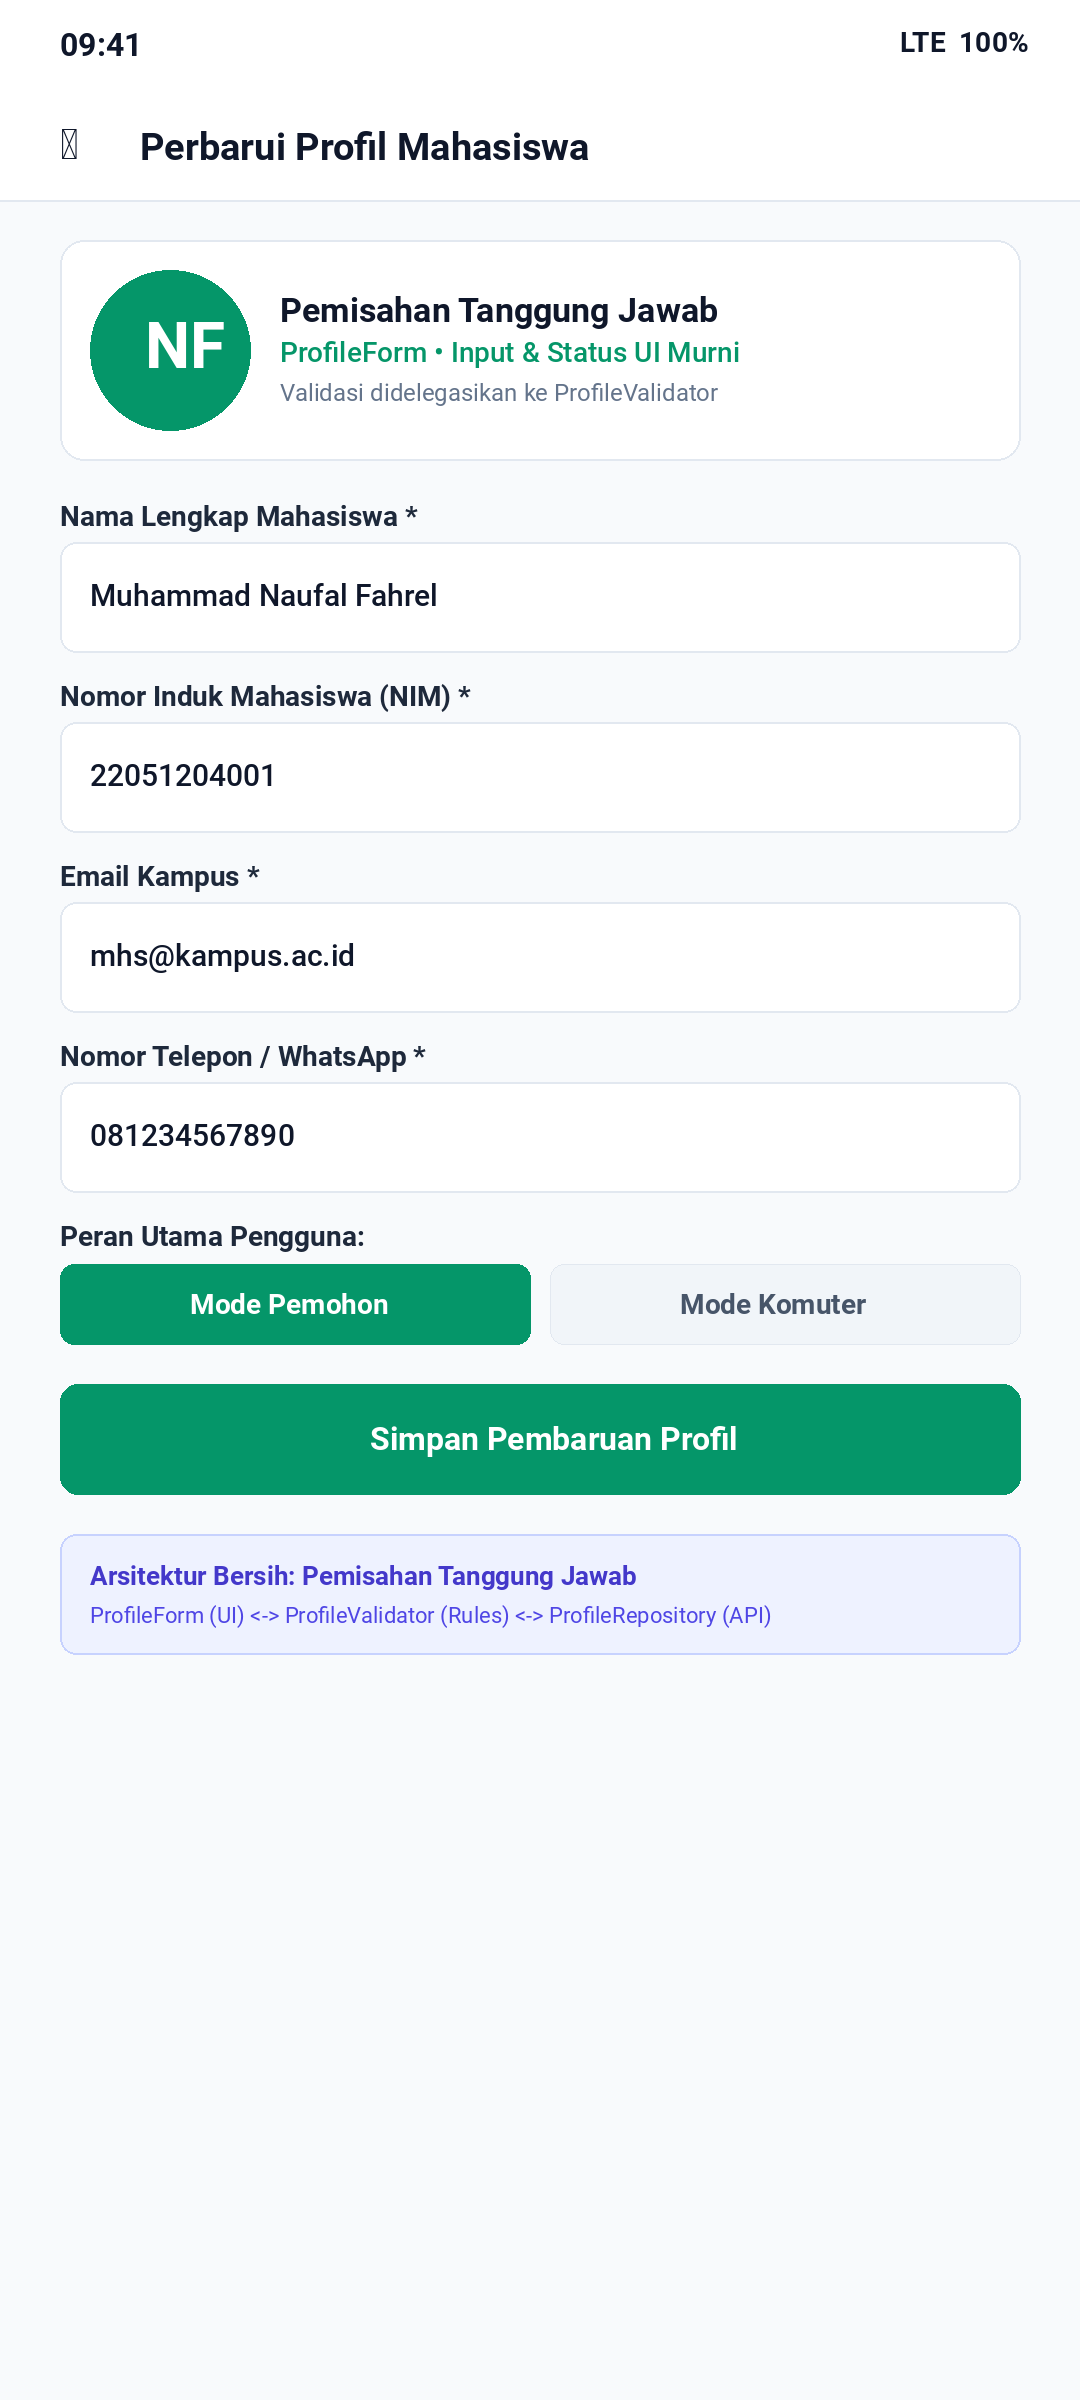 09:41
LTE 100%
Perbarui Profil Mahasiswa
NF
Pemisahan Tanggung Jawab
ProfileForm • Input & Status UI Murni
Validasi didelegasikan ke ProfileValidator
Nama Lengkap Mahasiswa *
Muhammad Naufal Fahrel
Nomor Induk Mahasiswa (NIM) *
22051204001
Email Kampus *
mhs@kampus.ac.id
Nomor Telepon / WhatsApp *
081234567890
Peran Utama Pengguna:
Mode Pemohon
Mode Komuter
Simpan Pembaruan Profil
Arsitektur Bersih: Pemisahan Tanggung Jawab
ProfileForm (UI) <-> ProfileValidator (Rules) <-> ProfileRepository (API)